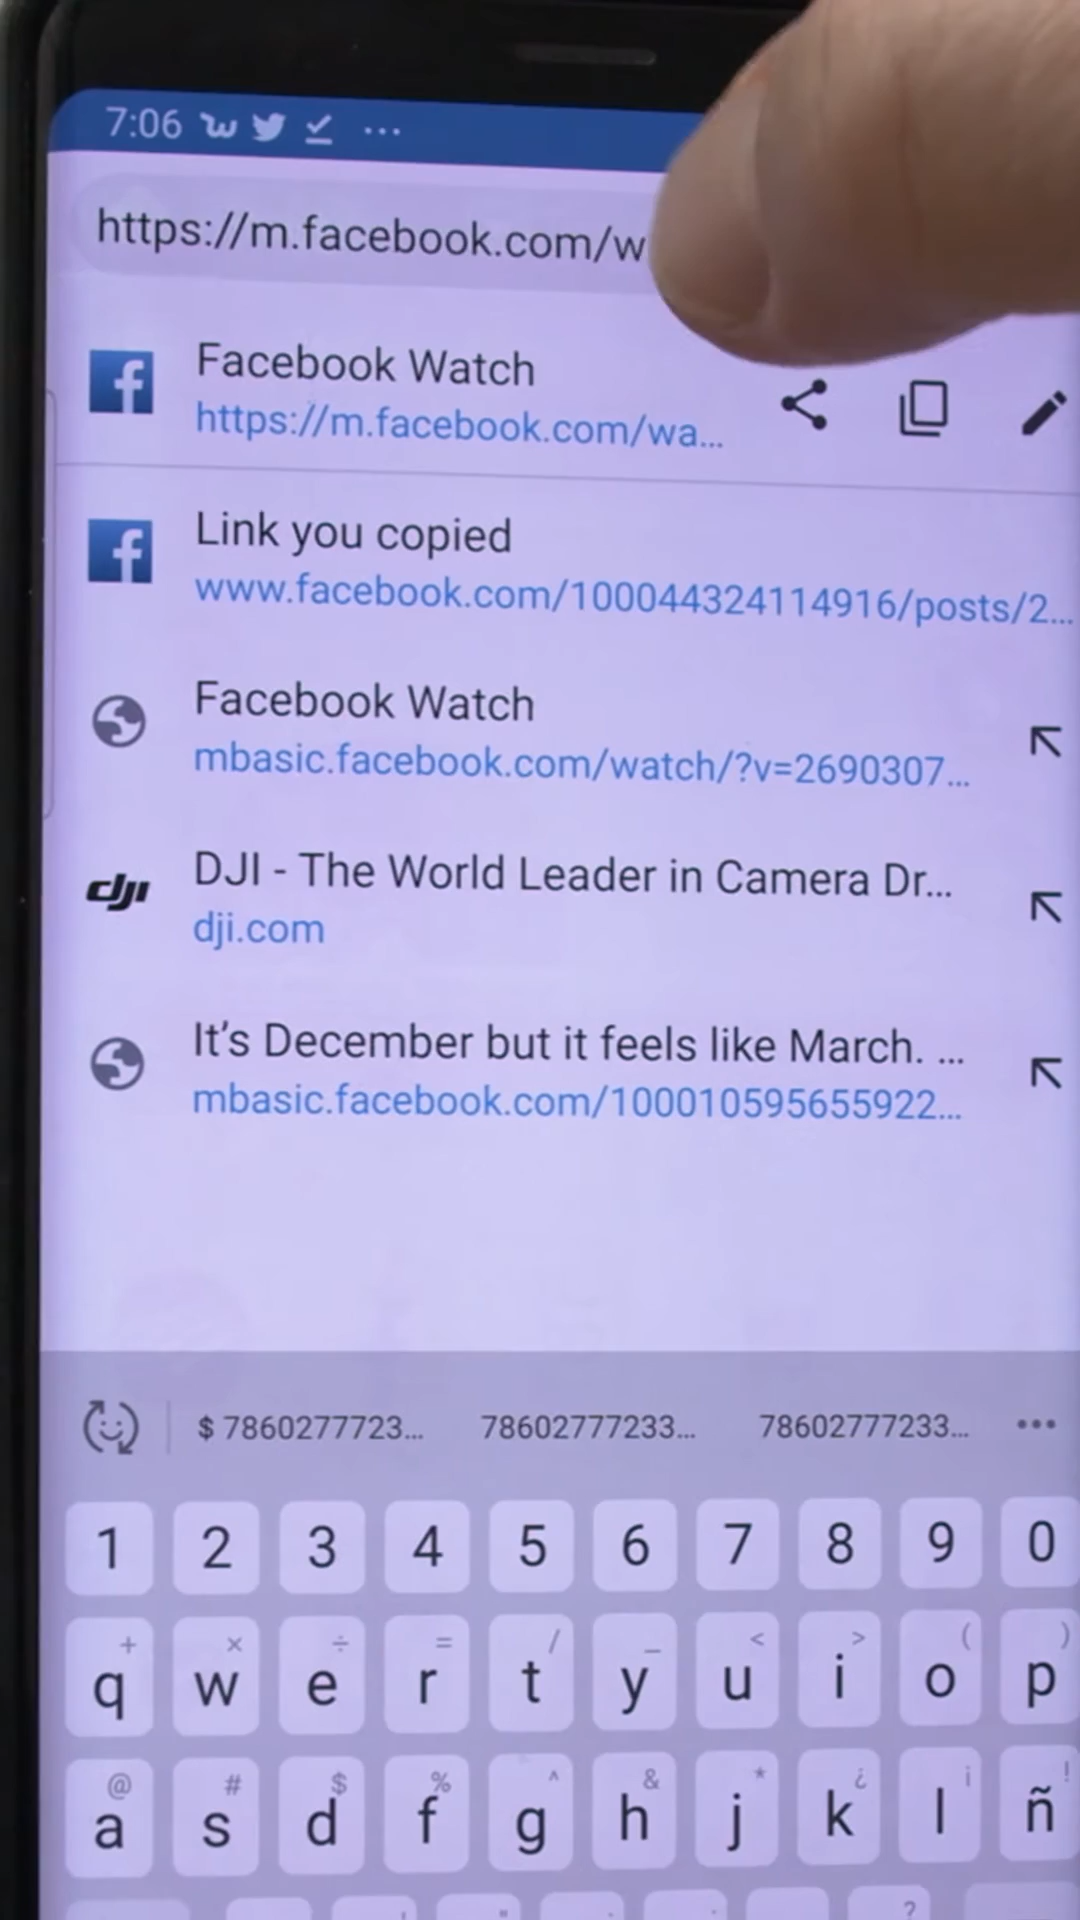 7:06
https://m.facebook.com/w
Facebook Watch
https://m.facebook.com/wa...
Link you copied
www.facebook.com/100044324114916/posts/2...
Facebook Watch
mbasic.facebook.com/watch/?v=2690307...
dji
DJI - The World Leader in Camera Dr...
dji.com
It's December but it feels like March. ...
mbasic.facebook.com/100010595655922...
$ 7860277723... 78602777233... 78602777233...
1 2 3 4 5 6 7 8 9 0
+ × ÷ = / _ < > ( )
q w e r t y u i o p
@ # $ % ^ & * ¿ ¡ !
a s d f g h j k l ñ
?